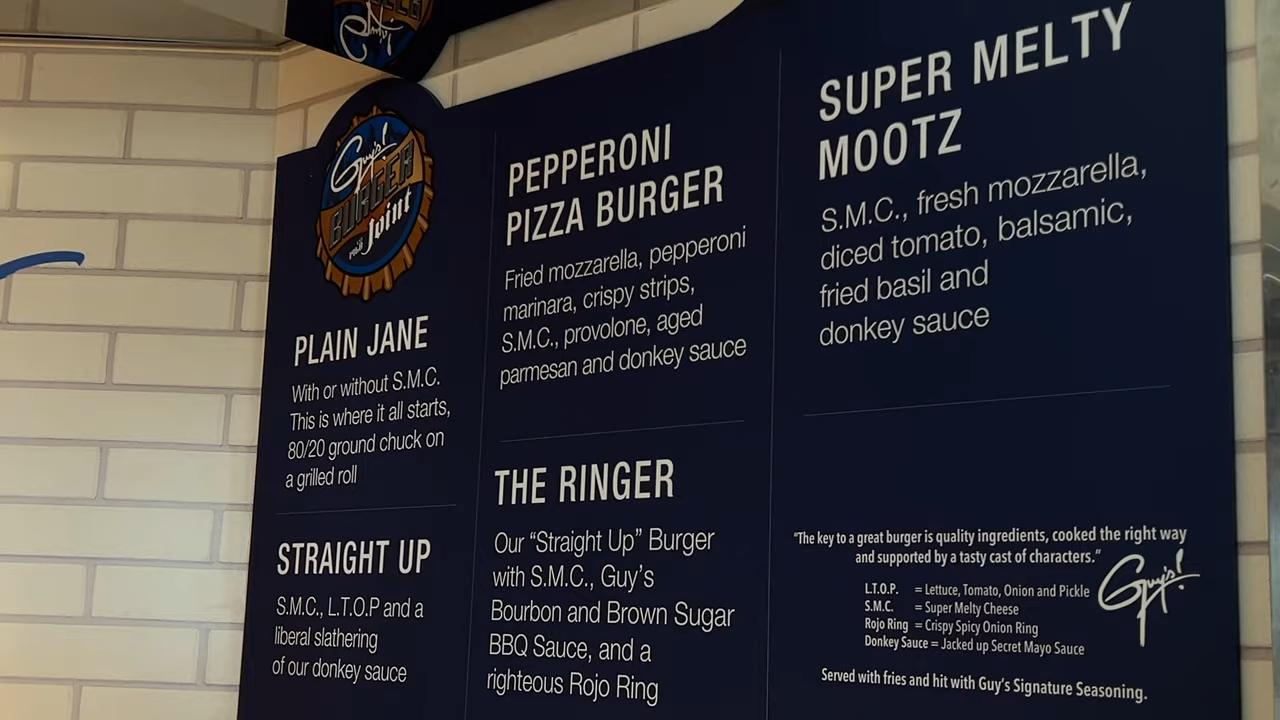 Guy's!
BURGER
Joint
PLAIN JANE
With or without S.M.C.
This is where it all starts,
80/20 ground chuck on
a grilled roll
STRAIGHT UP
S.M.C., L.T.O.P and a
liberal slathering
of our donkey sauce
PEPPERONI
PIZZA BURGER
Fried mozzarella, pepperoni
marinara, crispy strips,
S.M.C., provolone, aged
parmesan and donkey sauce
THE RINGER
Our “Straight Up” Burger
with S.M.C., Guy's
Bourbon and Brown Sugar
BBQ Sauce, and a
righteous Rojo Ring
SUPER MELTY
MOOTZ
S.M.C., fresh mozzarella,
diced tomato, balsamic,
fried basil and
donkey sauce
“The key to a great burger is quality ingredients, cooked the right way
and supported by a tasty cast of characters.“
Guy's!
L.T.O.P. = Lettuce, Tomato, Onion and Pickle
S.M.C. = Super Melty Cheese
Rojo Ring = Crispy Spicy Onion Ring
Donkey Sauce = Jacked up Secret Mayo Sauce
Served with fries and hit with Guy's Signature Seasoning.